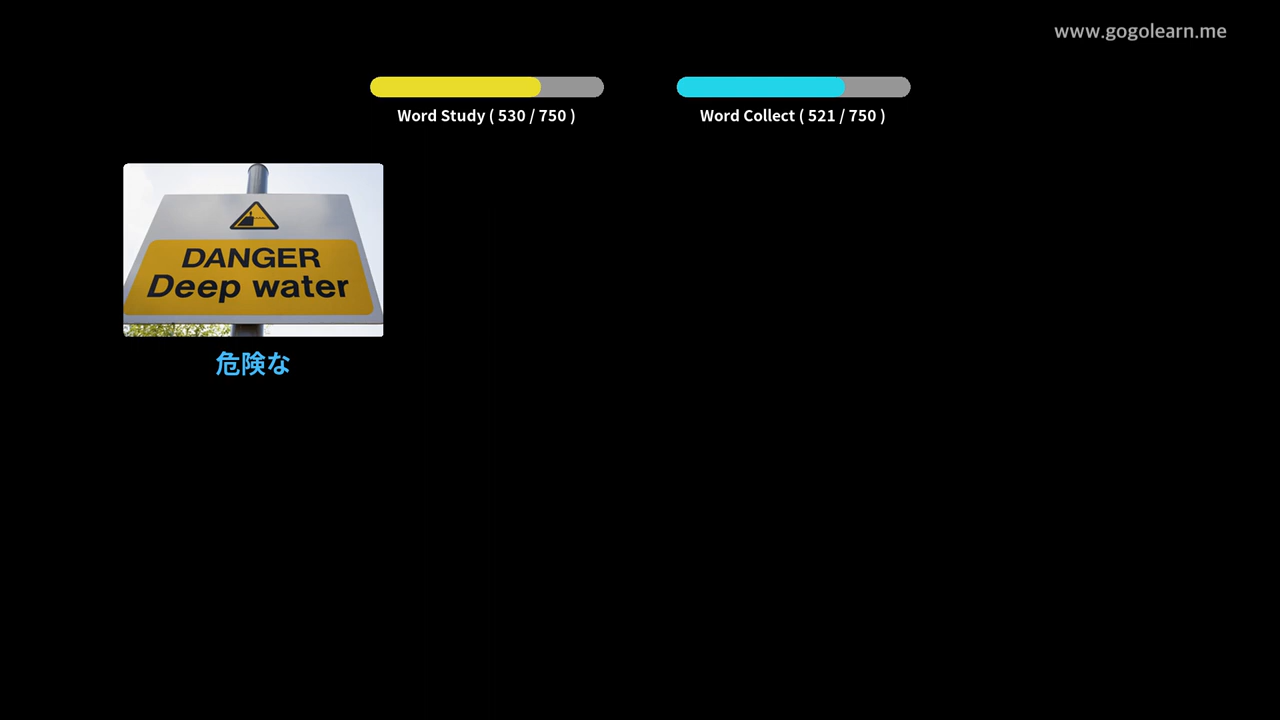 www.gogolearn.me
Word Study ( 530 / 750 )
Word Collect ( 521 / 750 )
DANGER
Deep water
危険な